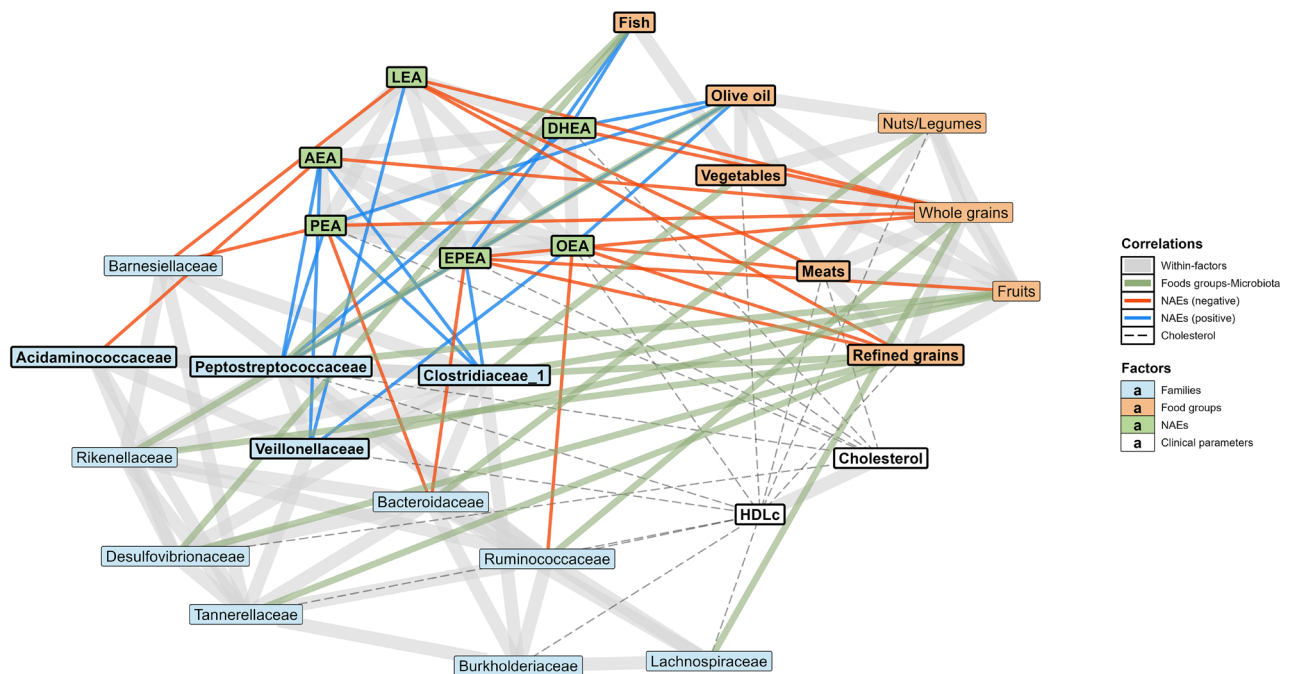 Fish
LEA
Olive oil
Nuts/Legumes
DHEA
AEA
Vegetables
Whole grains
PEA
OEA
EPEA
Barnesiellaceae
Meats
Fruits
Acidaminococcaceae
Peptostreptococcaceae
Clostridiaceae_1
Refined grains
Rikenellaceae
Veillonellaceae
Cholesterol
Bacteroidaceae
HDLc
Desulfovibrionaceae
Ruminococcaceae
Tannerellaceae
Burkholderiaceae
Lachnospiraceae
Correlations
Within-factors
Foods groups-Microbiota
NAEs (negative)
NAEs (positive)
Cholesterol
Factors
a Families
a Food groups
a NAEs
a Clinical parameters